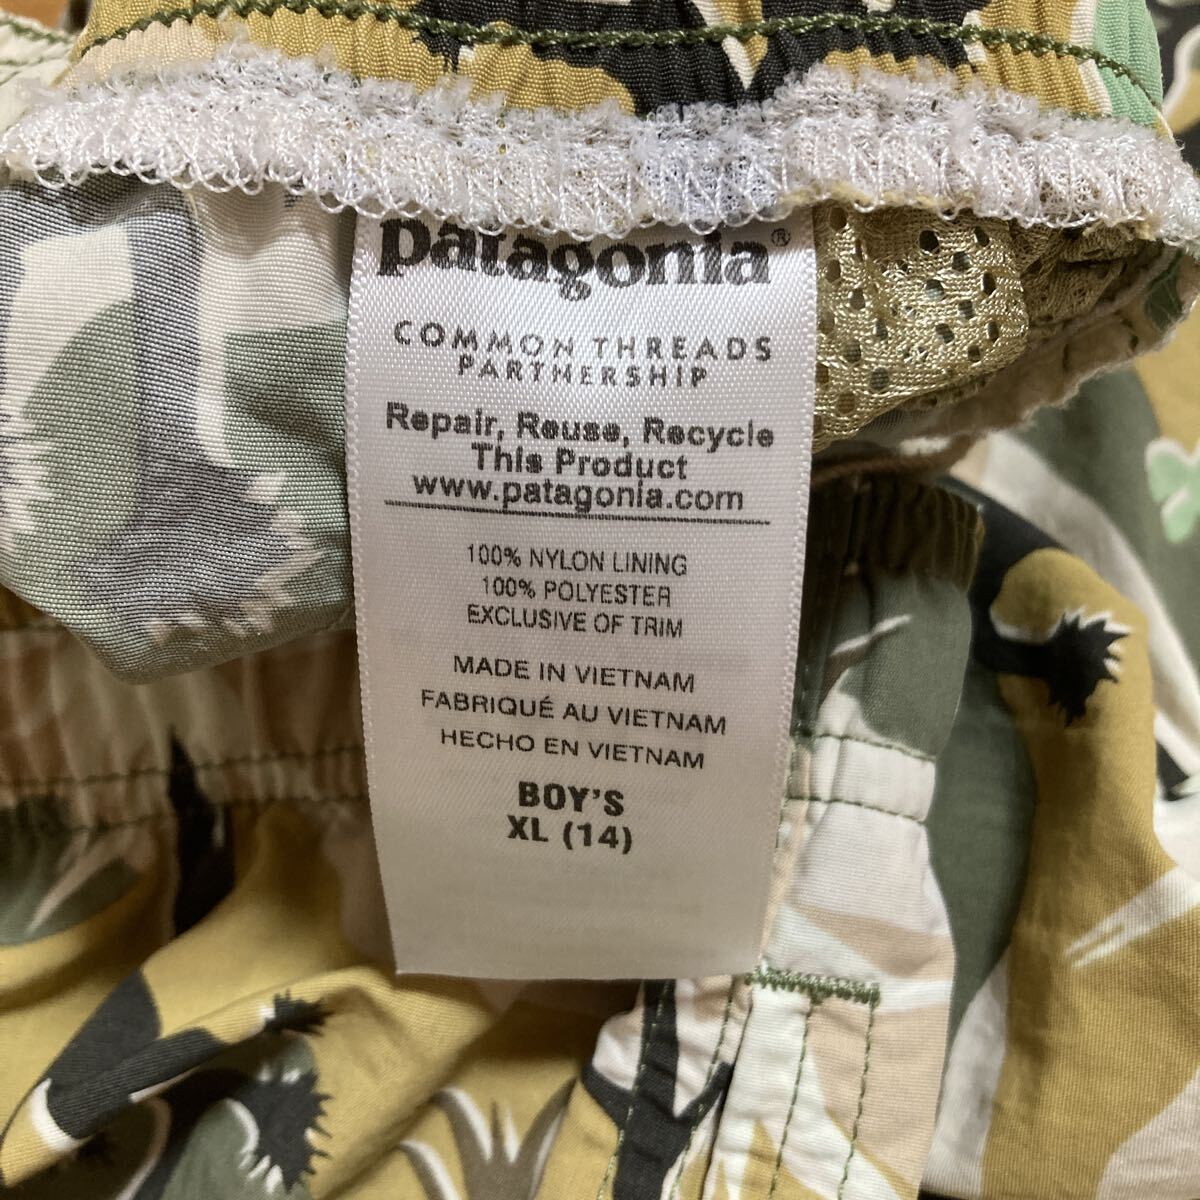 patagonia®
COMMON THREADS
PARTNERSHIP
Repair, Reuse, Recycle
This Product
www.patagonia.com
100% NYLON LINING
100% POLYESTER
EXCLUSIVE OF TRIM
MADE IN VIETNAM
FABRIQUÉ AU VIETNAM
HECHO EN VIETNAM
BOY'S
XL (14)